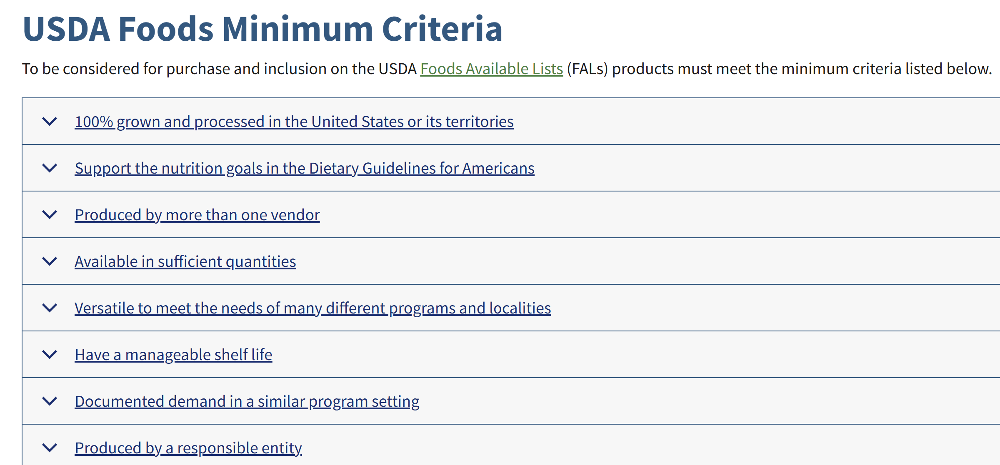 USDA Foods Minimum Criteria
To be considered for purchase and inclusion on the USDA Foods Available Lists (FALs) products must meet the minimum criteria listed below.
100% grown and processed in the United States or its territories
Support the nutrition goals in the Dietary Guidelines for Americans
Produced by more than one vendor
Available in sufficient quantities
Versatile to meet the needs of many different programs and localities
Have a manageable shelf life
Documented demand in a similar program setting
Produced by a responsible entity